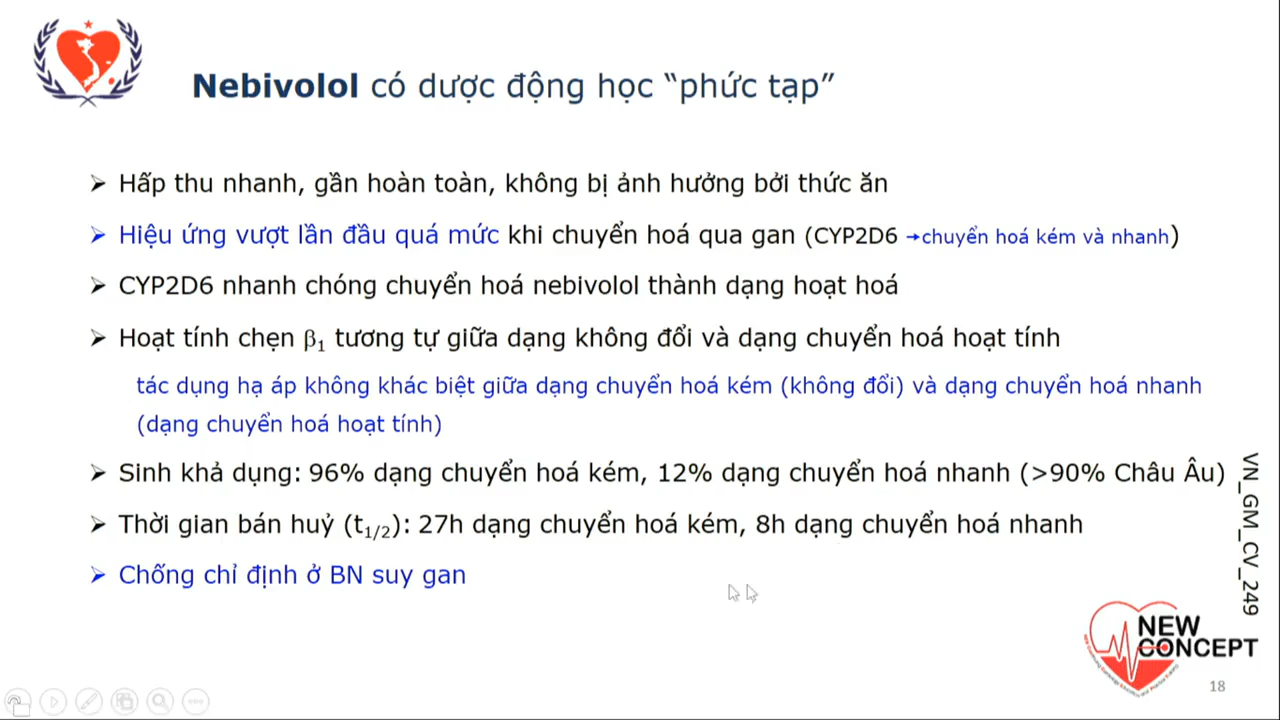 Nebivolol có dược động học “phức tạp”
➤ Hấp thu nhanh, gần hoàn toàn, không bị ảnh hưởng bởi thức ăn
➤ Hiệu ứng vượt lần đầu quá mức khi chuyển hoá qua gan (CYP2D6 →chuyển hoá kém và nhanh)
➤ CYP2D6 nhanh chóng chuyển hoá nebivolol thành dạng hoạt hoá
➤ Hoạt tính chẹn β₁ tương tự giữa dạng không đổi và dạng chuyển hoá hoạt tính
tác dụng hạ áp không khác biệt giữa dạng chuyển hoá kém (không đổi) và dạng chuyển hoá nhanh
(dạng chuyển hoá hoạt tính)
➤ Sinh khả dụng: 96% dạng chuyển hoá kém, 12% dạng chuyển hoá nhanh (>90% Châu Âu)
➤ Thời gian bán huỷ (t1/2): 27h dạng chuyển hoá kém, 8h dạng chuyển hoá nhanh
➤ Chống chỉ định ở BN suy gan
VN_GM_CV_249
NEW
CONCEPT
18